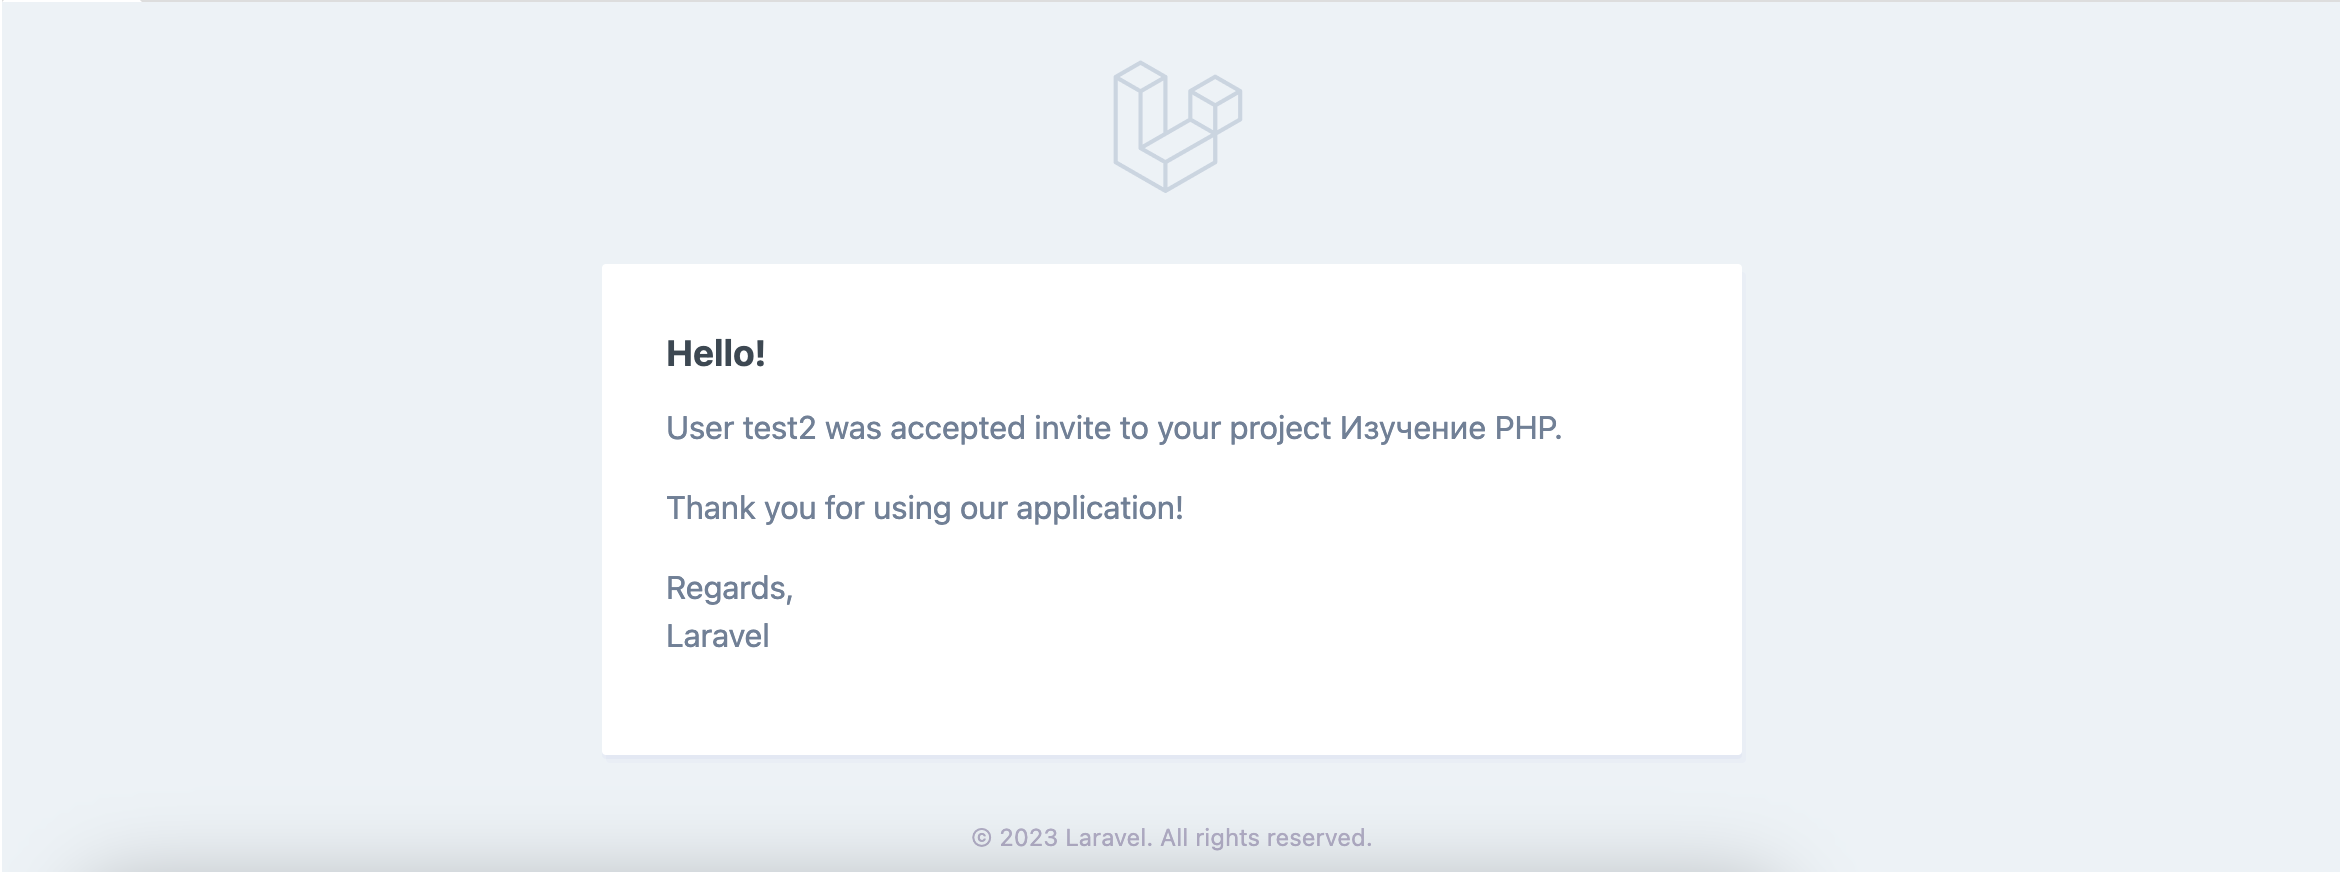 Hello!
User test2 was accepted invite to your project Изучение PHP.
Thank you for using our application!
Regards,
Laravel
© 2023 Laravel. All rights reserved.